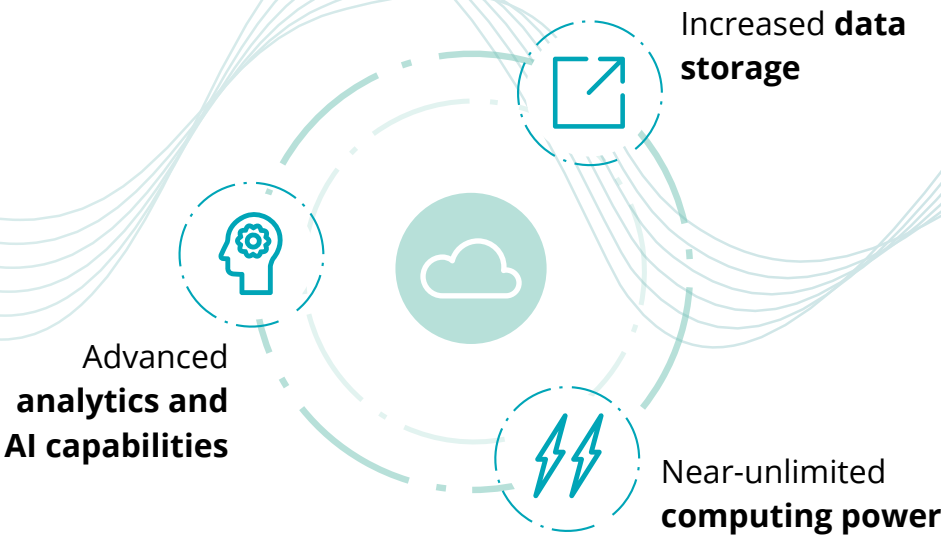 Increased data
storage
Advanced
analytics and
AI capabilities
Near-unlimited
computing power